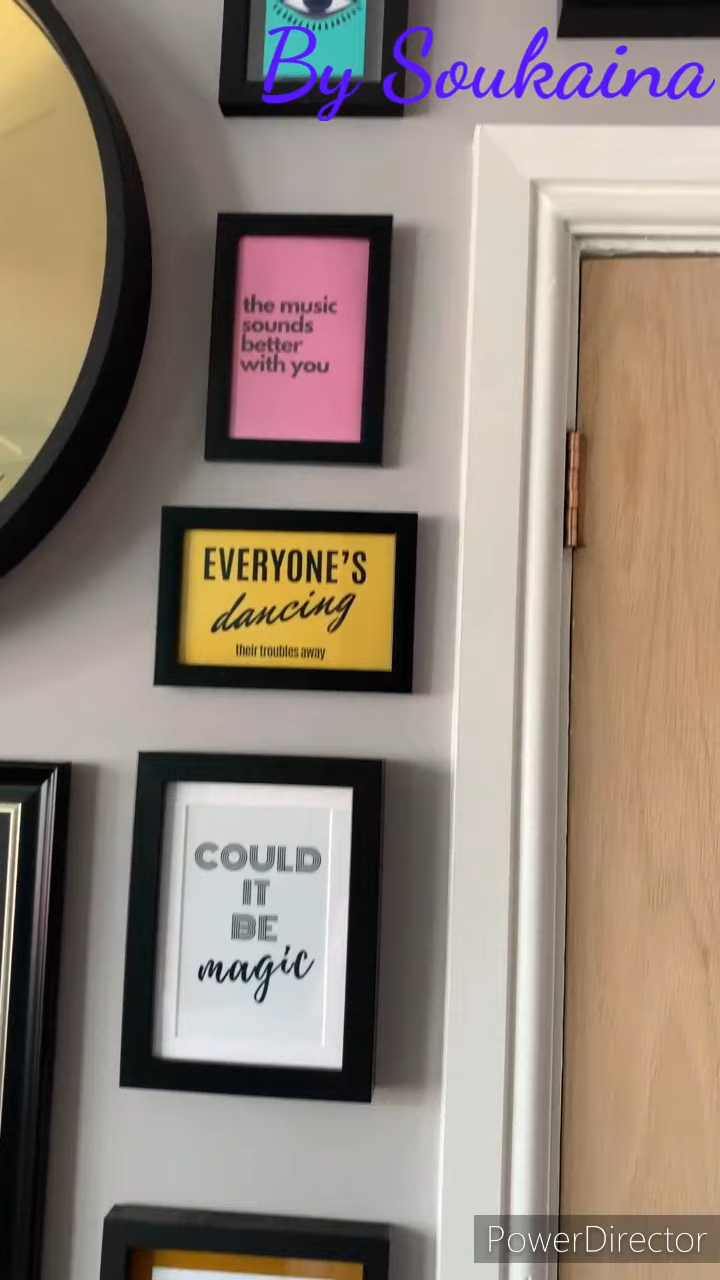 By Soukaina
the music
sounds
better
with you
EVERYONE'S
dancing
their troubles away
COULD
IT
BE
magic
PowerDirector